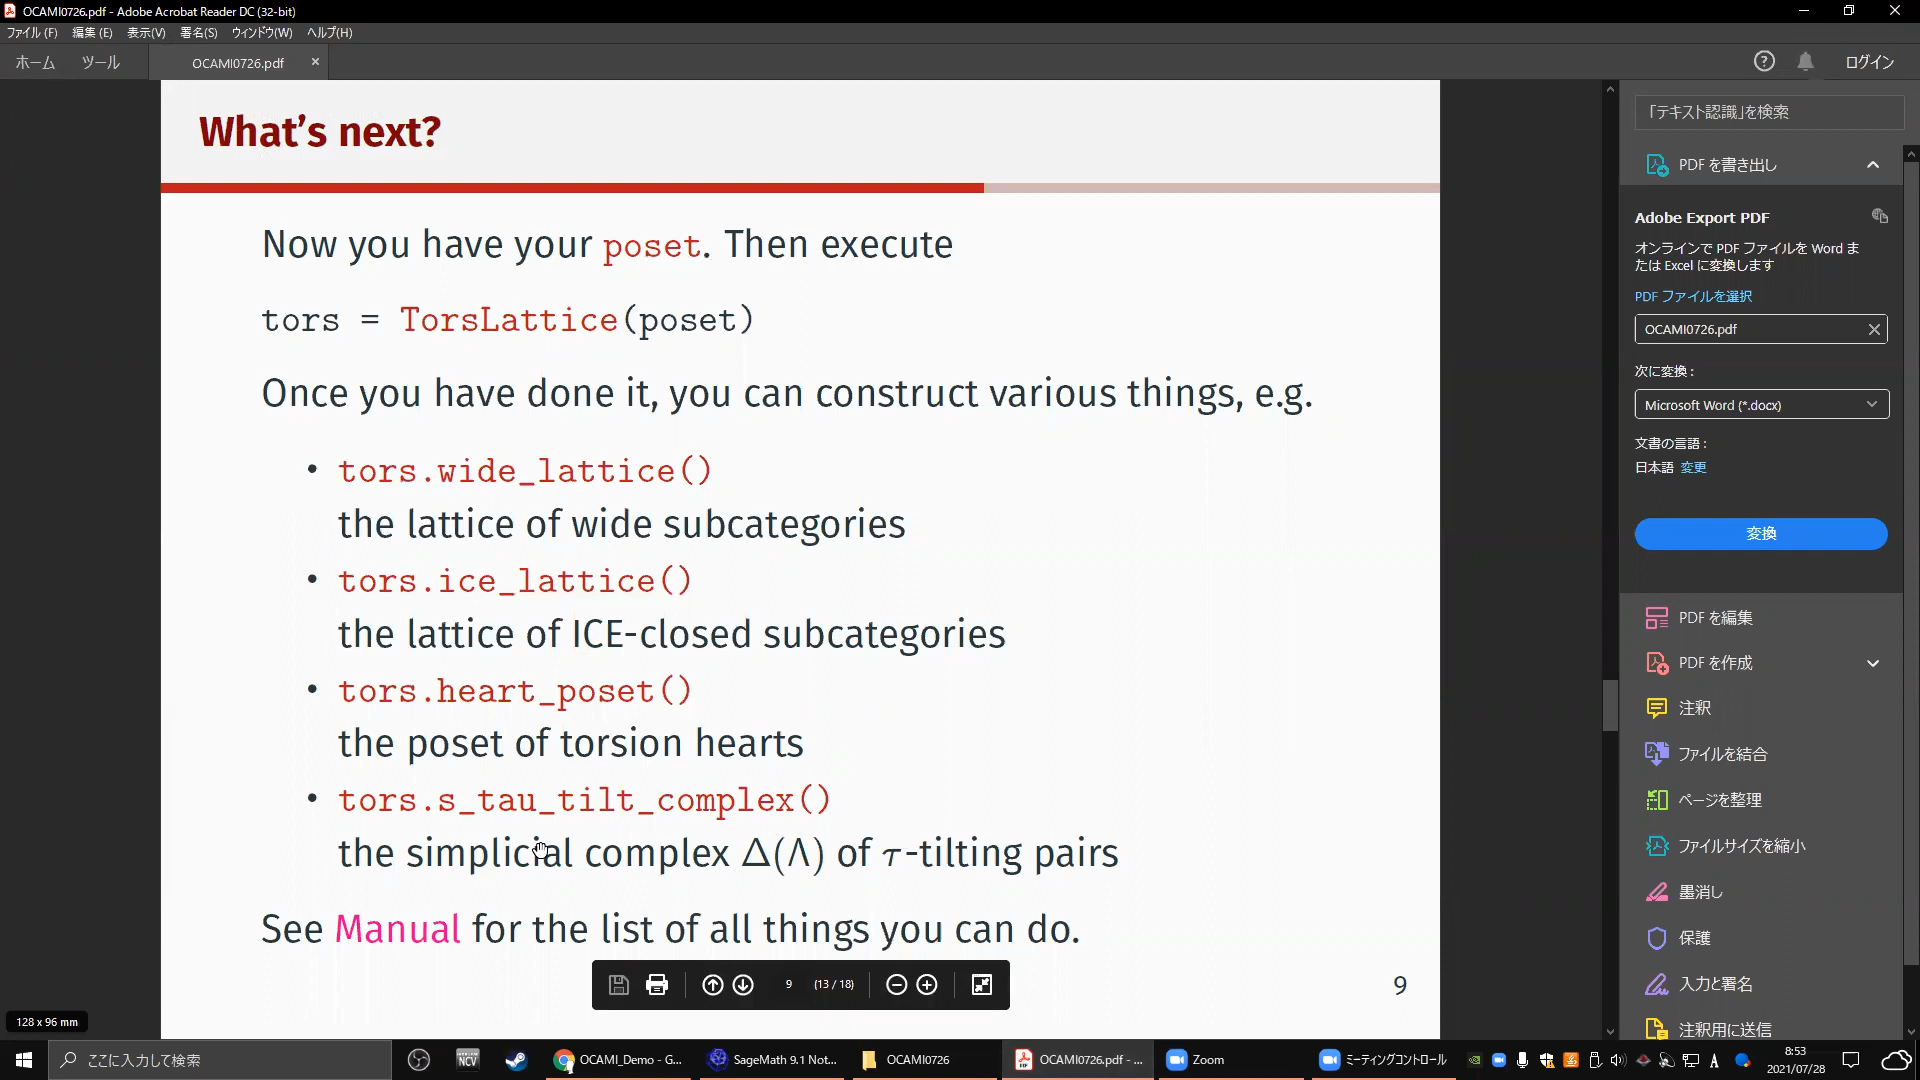 OCAMI0726.pdf - Adobe Acrobat Reader DC (32-bit)
ファイル(F) 編集(E) 表示(V) 署名(S) ウィンドウ(W) ヘルプ(H)
ホーム ツール OCAMI0726.pdf × ログイン
What's next?
Now you have your poset. Then execute
tors = TorsLattice(poset)
Once you have done it, you can construct various things, e.g.
• tors.wide_lattice()
the lattice of wide subcategories
• tors.ice_lattice()
the lattice of ICE-closed subcategories
• tors.heart_poset()
the poset of torsion hearts
• tors.s_tau_tilt_complex()
the simplicial complex Δ(Λ) of τ-tilting pairs
See Manual for the list of all things you can do.
9
9 (13 / 18)
128 x 96 mm
「テキスト認識」を検索
PDF を書き出し
Adobe Export PDF
オンラインで PDF ファイルを Word ま
たは Excel に変換します
PDF ファイルを選択
OCAMI0726.pdf
次に変換 :
Microsoft Word (*.docx)
文書の言語 :
日本語 変更
変換
PDF を編集
PDF を作成
注釈
ファイルを結合
ページを整理
ファイルサイズを縮小
墨消し
保護
入力と署名
注釈用に送信
ここに入力して検索 NCV OCAMI_Demo - G... SageMath 9.1 Not... OCAMI0726 OCAMI0726.pdf - ... Zoom ミーティングコントロール A 8:53
2021/07/28